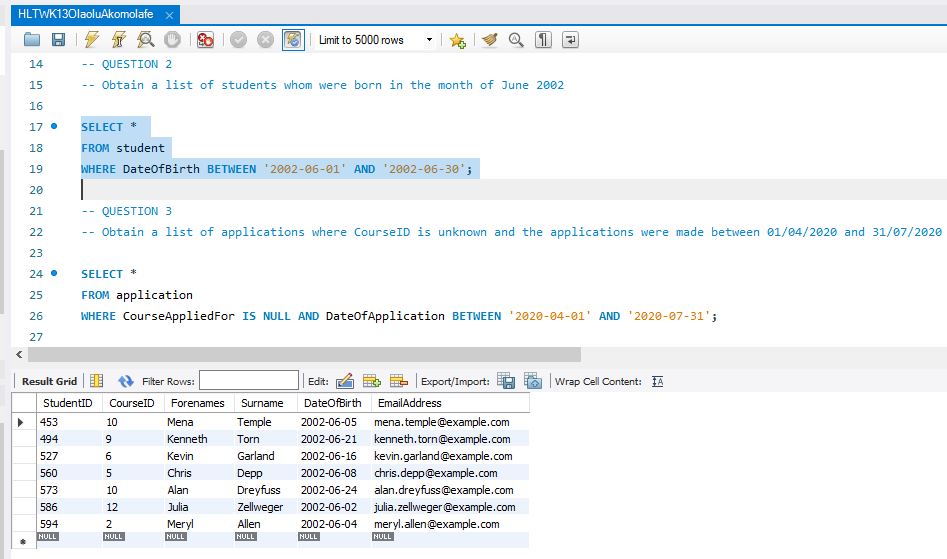 HLTWK13OlaoluAkomolafe
Limit to 5000 rows
14 -- QUESTION 2
15 -- Obtain a list of students whom were born in the month of June 2002
16
17 SELECT *
18 FROM student
19 WHERE DateOfBirth BETWEEN '2002-06-01' AND '2002-06-30';
20
21 -- QUESTION 3
22 -- Obtain a list of applications where CourseID is unknown and the applications were made between 01/04/2020 and 31/07/2020
23
24 SELECT *
25 FROM application
26 WHERE CourseAppliedFor IS NULL AND DateOfApplication BETWEEN '2020-04-01' AND '2020-07-31';
27
Result Grid Filter Rows: Edit: Export/Import: Wrap Cell Content:
StudentID CourseID Forenames Surname DateOfBirth EmailAddress
453 10 Mena Temple 2002-06-05 mena.temple@example.com
494 9 Kenneth Torn 2002-06-21 kenneth.torn@example.com
527 6 Kevin Garland 2002-06-16 kevin.garland@example.com
560 5 Chris Depp 2002-06-08 chris.depp@example.com
573 10 Alan Dreyfuss 2002-06-24 alan.dreyfuss@example.com
586 12 Julia Zellweger 2002-06-02 julia.zellweger@example.com
594 2 Meryl Allen 2002-06-04 meryl.allen@example.com
NULL NULL NULL NULL NULL NULL